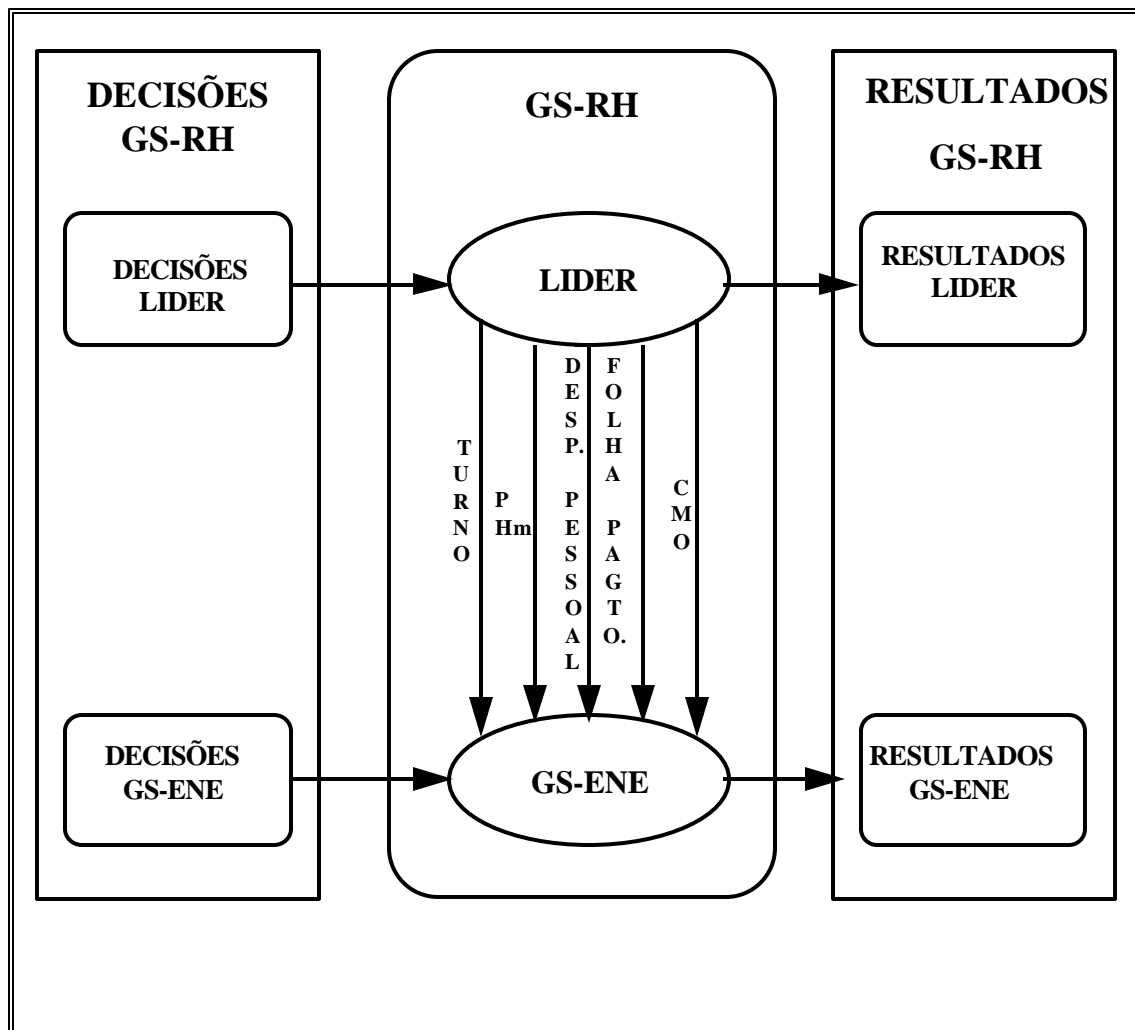 DECISÕES
GS-RH
GS-RH
RESULTADOS
GS-RH
DECISÕES
LIDER
LIDER
RESULTADOS
LIDER
TURNO
P
Hm
DESP. PESSOAL
FOLHA PAGTO.
CMO
DECISÕES
GS-ENE
GS-ENE
RESULTADOS
GS-ENE